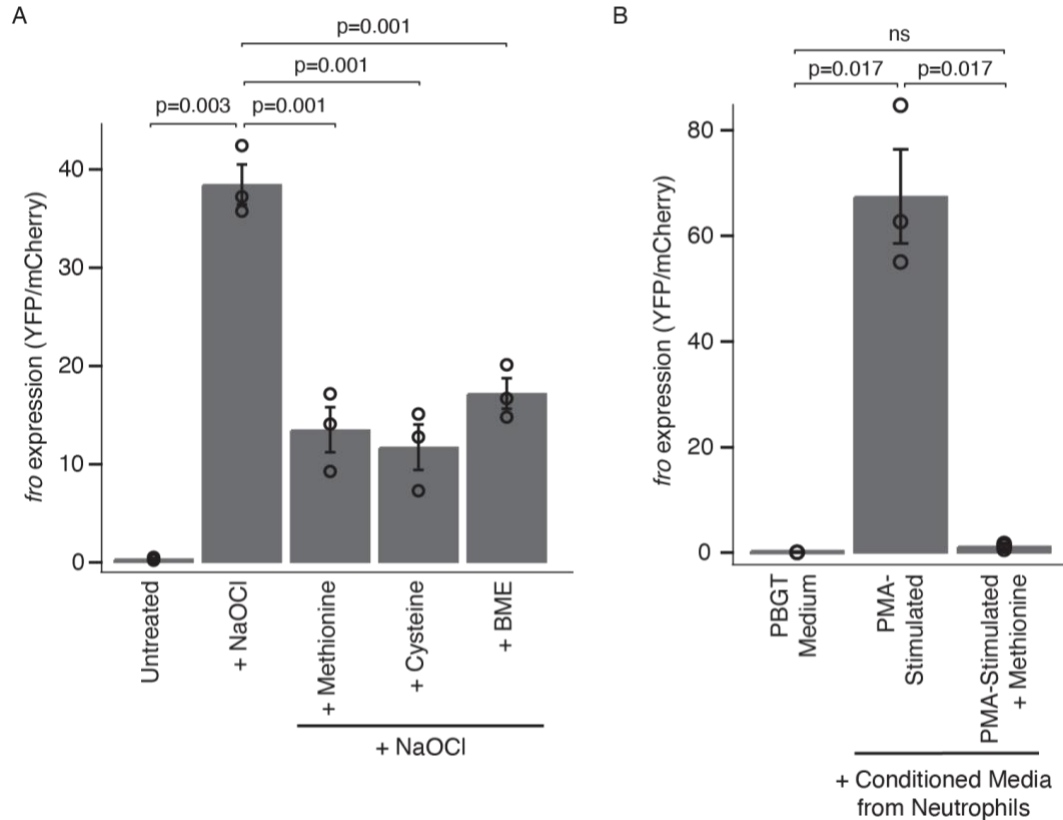 A
p=0.001
p=0.001
p=0.003
p=0.001
fro expression (YFP/mCherry)
40
30
20
10
0
Untreated
+ NaOCl
+ Methionine
+ Cysteine
+ BME
+ NaOCl
B
ns
p=0.017
p=0.017
fro expression (YFP/mCherry)
80
60
40
20
0
PBGT
Medium
PMA-
Stimulated
PMA-Stimulated
+ Methionine
+ Conditioned Media
from Neutrophils